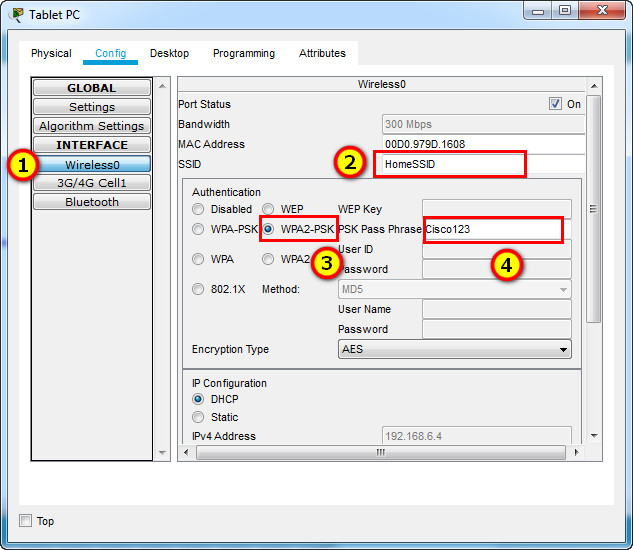 Tablet PC
Physical Config Desktop Programming Attributes
GLOBAL
Settings
Algorithm Settings
INTERFACE
Wireless0
3G/4G Cell1
Bluetooth
1
Wireless0
Port Status On
Bandwidth 300 Mbps
MAC Address 00D0.979D.1608
SSID 2 HomeSSID
Authentication
Disabled WEP WEP Key
WPA-PSK WPA2-PSK PSK Pass Phrase Cisco123
User ID
WPA WPA2 3 4
Password
802.1X Method: MD5
User Name
Password
Encryption Type AES
IP Configuration
DHCP
Static
IPv4 Address 192.168.6.4
Top